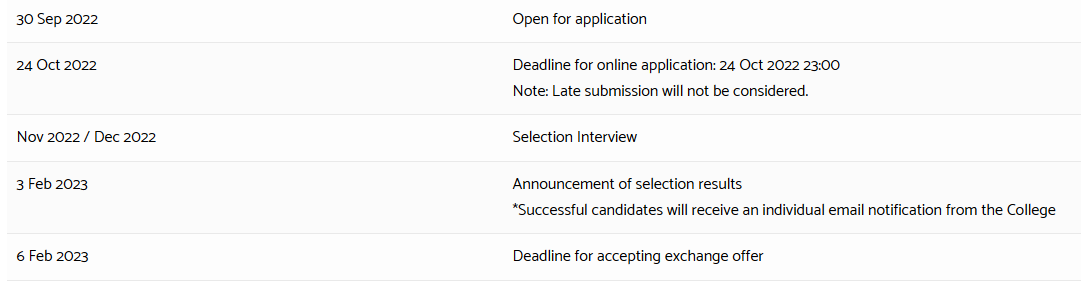 30 Sep 2022 Open for application
24 Oct 2022 Deadline for online application: 24 Oct 2022 23:00
Note: Late submission will not be considered.
Nov 2022 / Dec 2022 Selection Interview
3 Feb 2023 Announcement of selection results
*Successful candidates will receive an individual email notification from the College
6 Feb 2023 Deadline for accepting exchange offer